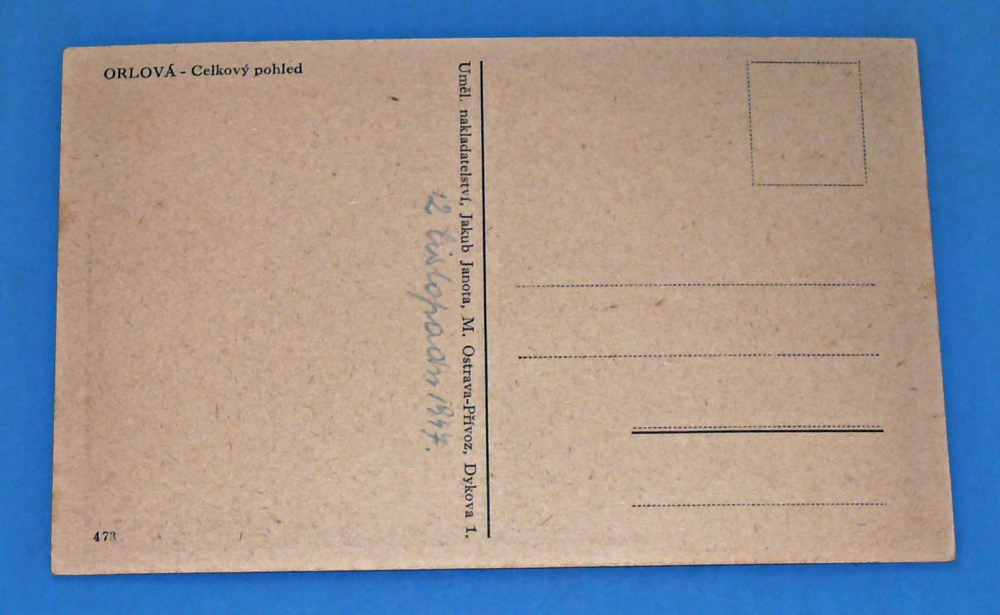 ORLOVÁ - Celkový pohled
Uměl. nakladatelství, Jakub Janota, M. Ostrava-Přívoz, Dykova 1.
12 listopadu 1947.
473